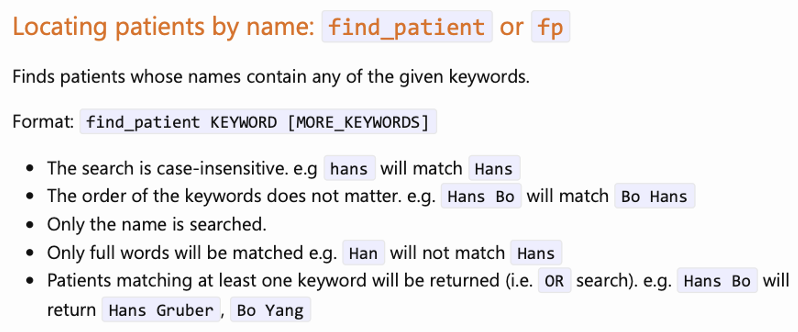 Locating patients by name: find_patient or fp
Finds patients whose names contain any of the given keywords.
Format: find_patient KEYWORD [MORE_KEYWORDS]
• The search is case-insensitive. e.g hans will match Hans
• The order of the keywords does not matter. e.g. Hans Bo will match Bo Hans
• Only the name is searched.
• Only full words will be matched e.g. Han will not match Hans
• Patients matching at least one keyword will be returned (i.e. OR search). e.g. Hans Bo will
return Hans Gruber, Bo Yang